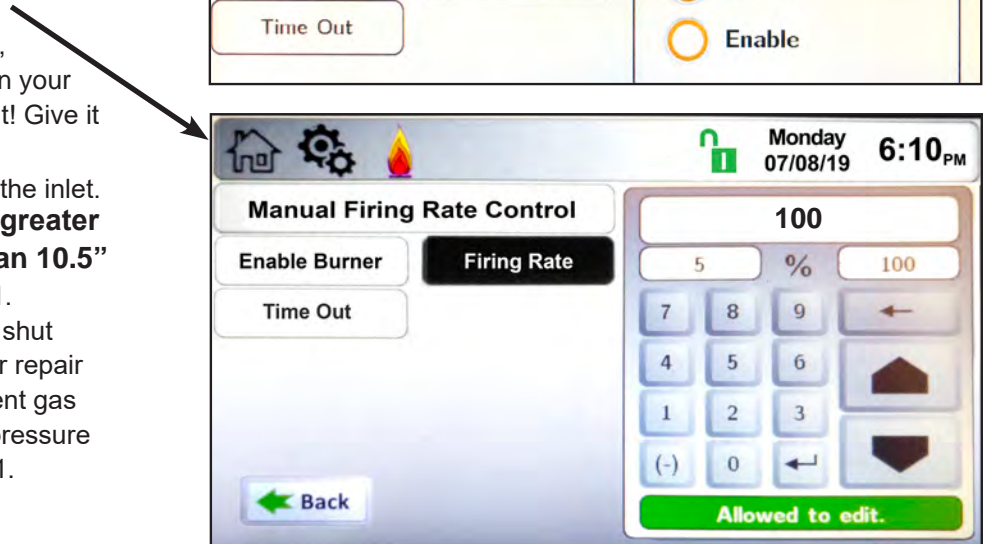 ,
n your
t! Give it
the inlet.
greater
an 10.5”
.
shut
r repair
ent gas
pressure
1.
Time Out
Enable
Monday
07/08/19
6:10PM
Manual Firing Rate Control
Enable Burner
Firing Rate
Time Out
100
5 % 100
7 8 9
4 5 6
1 2 3
(-) 0
Back
Allowed to edit.